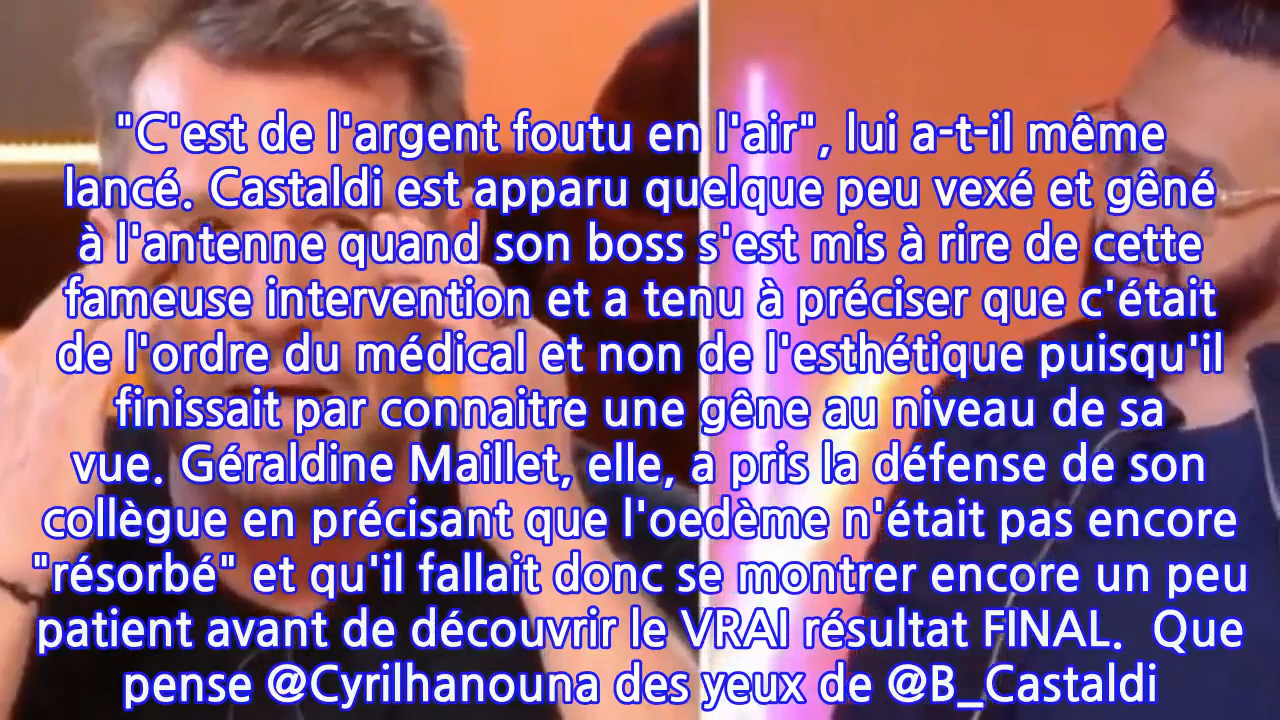 "C'est de l'argent foutu en l'air", lui a-t-il même
lancé. Castaldi est apparu quelque peu vexé et gêné
à l'antenne quand son boss s'est mis à rire de cette
fameuse intervention et a tenu à préciser que c'était
de l'ordre du médical et non de l'esthétique puisqu'il
finissait par connaitre une gêne au niveau de sa
vue. Géraldine Maillet, elle, a pris la défense de son
collègue en précisant que l'oedème n'était pas encore
"résorbé" et qu'il fallait donc se montrer encore un peu
patient avant de découvrir le VRAI résultat FINAL.  Que
pense @Cyrilhanouna des yeux de @B_Castaldi